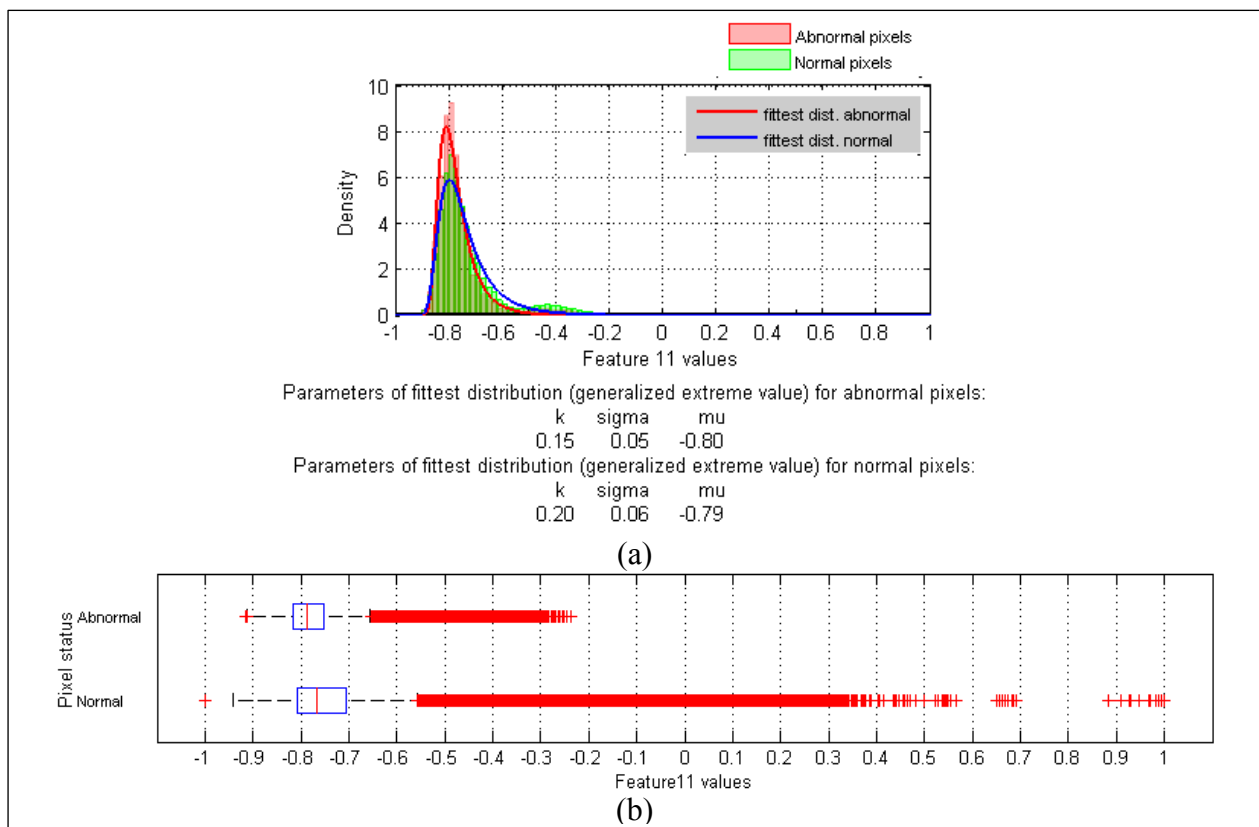 Abnormal pixels
Normal pixels
10
8
6
4
2
0
Density
fittest dist. abnormal
fittest dist. normal
-1 -0.8 -0.6 -0.4 -0.2 0 0.2 0.4 0.6 0.8 1
Feature 11 values
Parameters of fittest distribution (generalized extreme value) for abnormal pixels:
k sigma mu
0.15 0.05 -0.80
Parameters of fittest distribution (generalized extreme value) for normal pixels:
k sigma mu
0.20 0.06 -0.79
(a)
Pixel status
Abnormal
Normal
-1 -0.9 -0.8 -0.7 -0.6 -0.5 -0.4 -0.3 -0.2 -0.1 0 0.1 0.2 0.3 0.4 0.5 0.6 0.7 0.8 0.9 1
Feature11 values
(b)